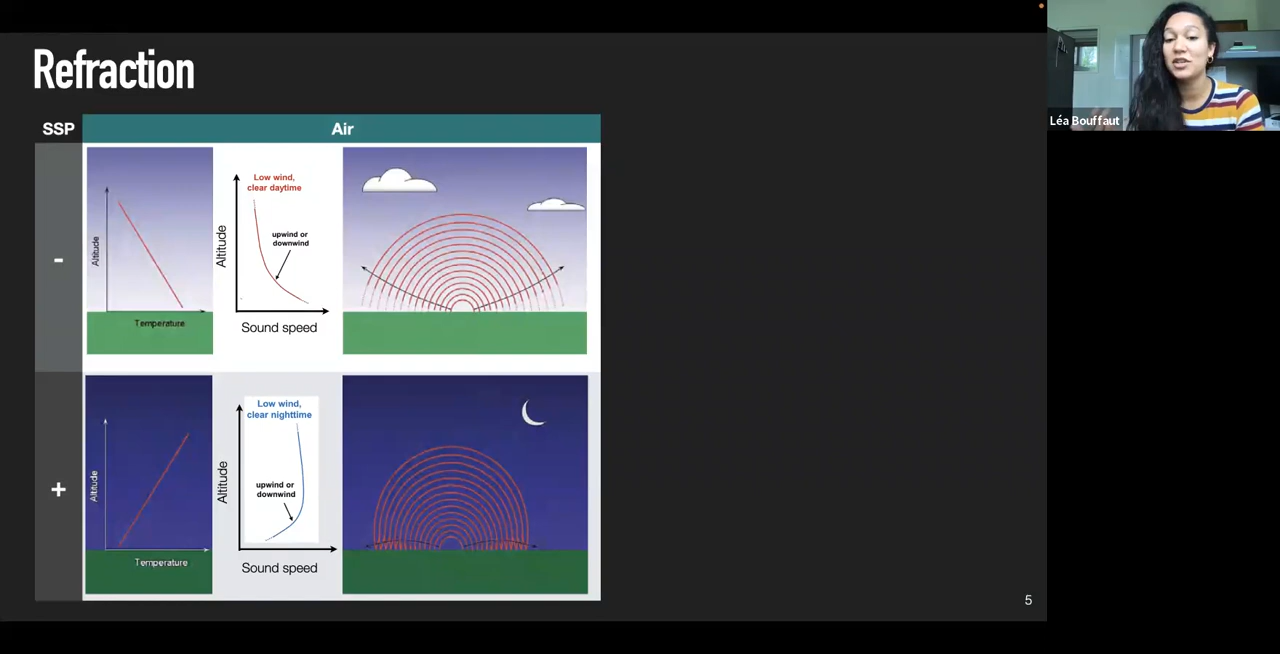 Refraction
SSP
Air
-
Altitude
Temperature
Low wind,
clear daytime
upwind or
downwind
Altitude
Sound speed
+
Altitude
Temperature
Low wind,
clear nighttime
upwind or
downwind
Altitude
Sound speed
5
Léa Bouffaut